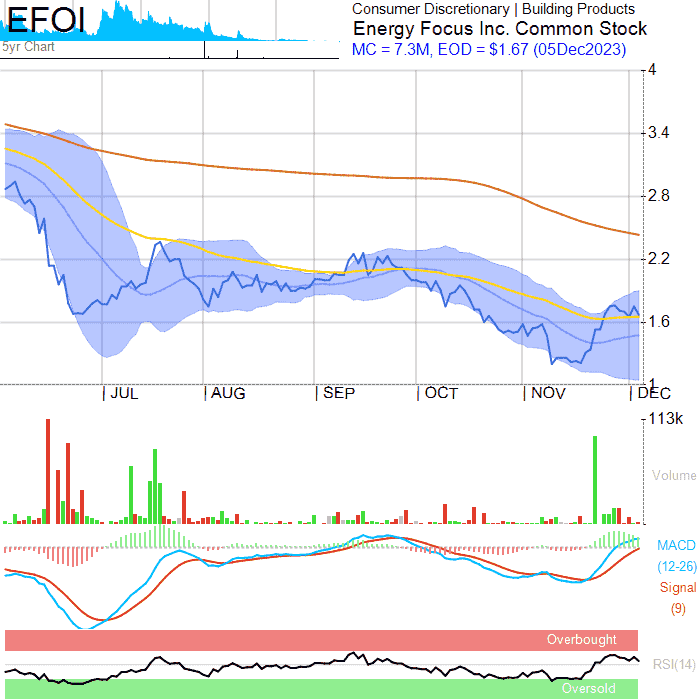 EFOI
Consumer Discretionary | Building Products
Energy Focus Inc. Common Stock
5yr Chart
MC = 7.3M, EOD = $1.67 (05Dec2023)
4
3.4
2.8
2.2
1.6
1
JUL AUG SEP OCT NOV DEC
113k
Volume
MACD
(12-26)
Signal
(9)
Overbought
RSI(14)
Oversold